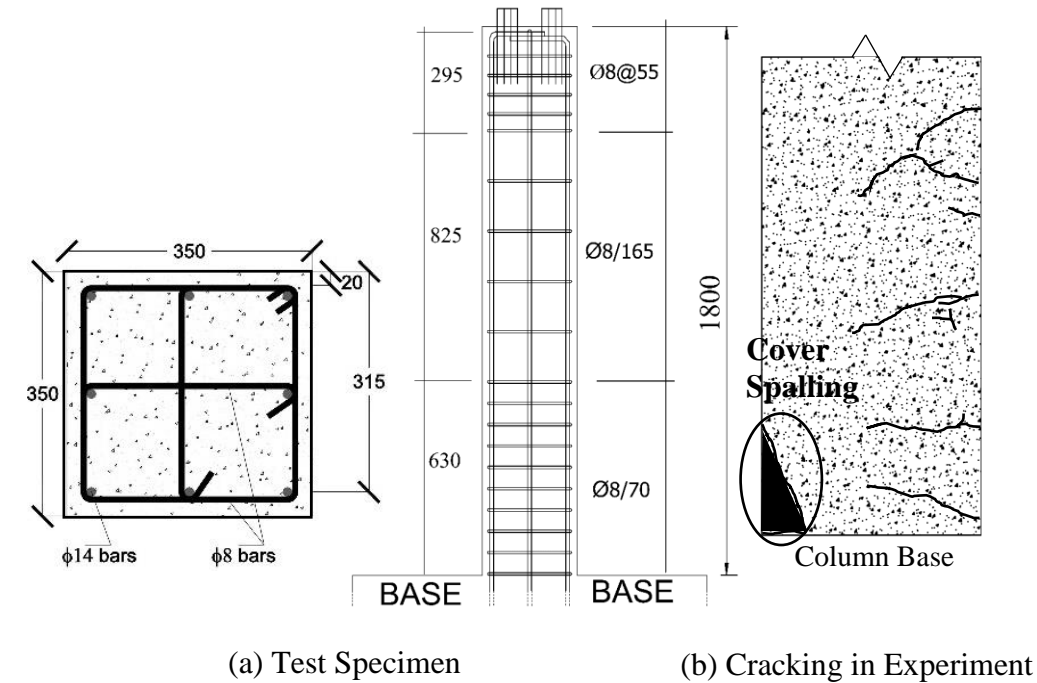 350
20
350
315
ϕ14 bars
ϕ8 bars
295
825
630
Ø8@55
Ø8/165
Ø8/70
1800
BASE
BASE
Cover
Spalling
Column Base
(a) Test Specimen
(b) Cracking in Experiment